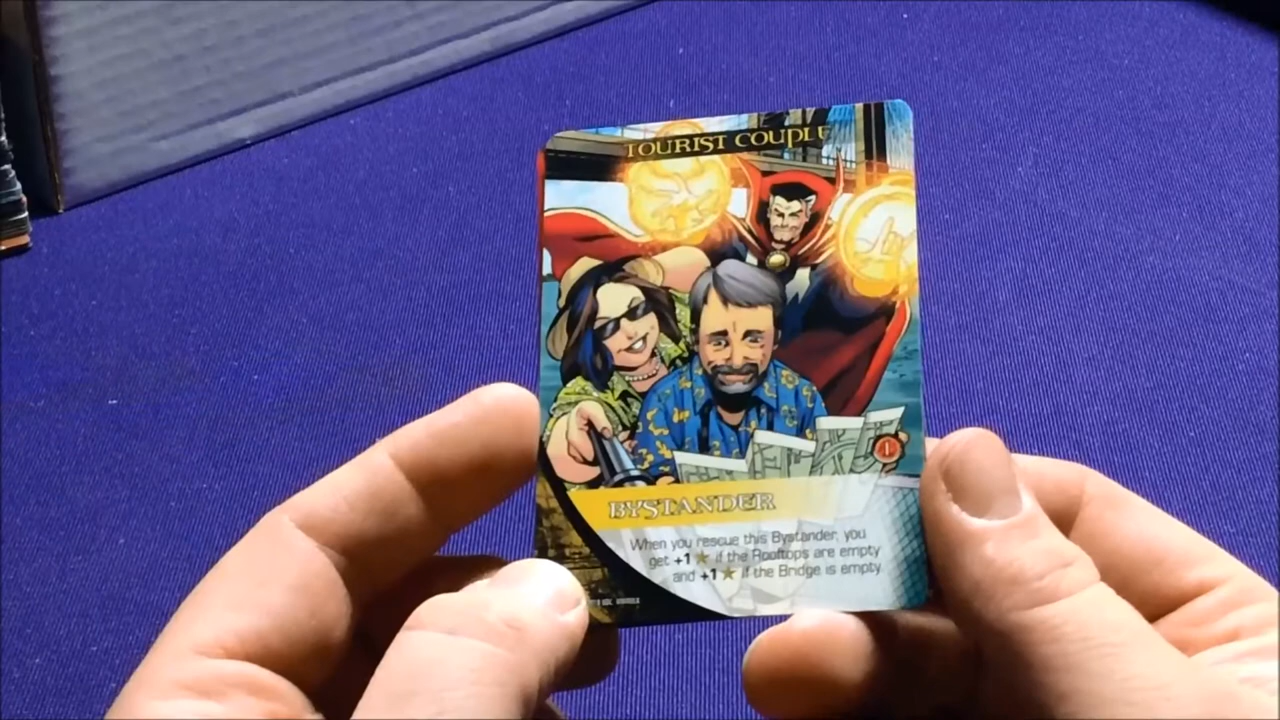 TOURIST COUPLE
1
BYSTANDER
When you rescue this Bystander, you
get +1 ★ if the Rooftops are empty
and +1 ★ if the Bridge is empty.